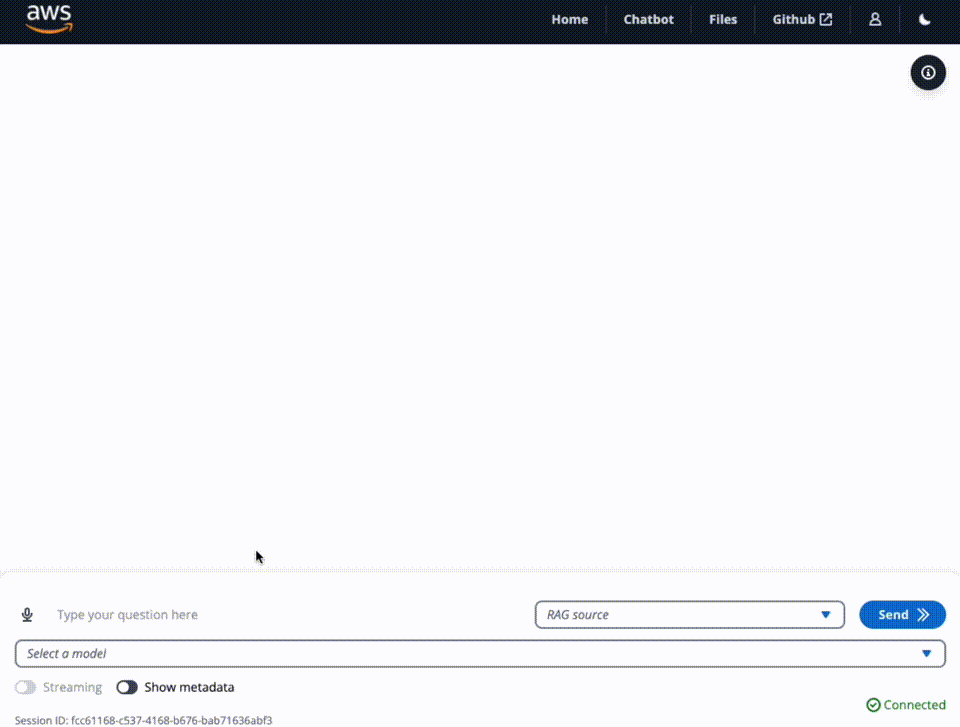 aws
Home Chatbot Files Github
Type your question here RAG source Send
Select a model
Streaming Show metadata
Connected
Session ID: fcc61168-c537-4168-b676-bab71636abf3